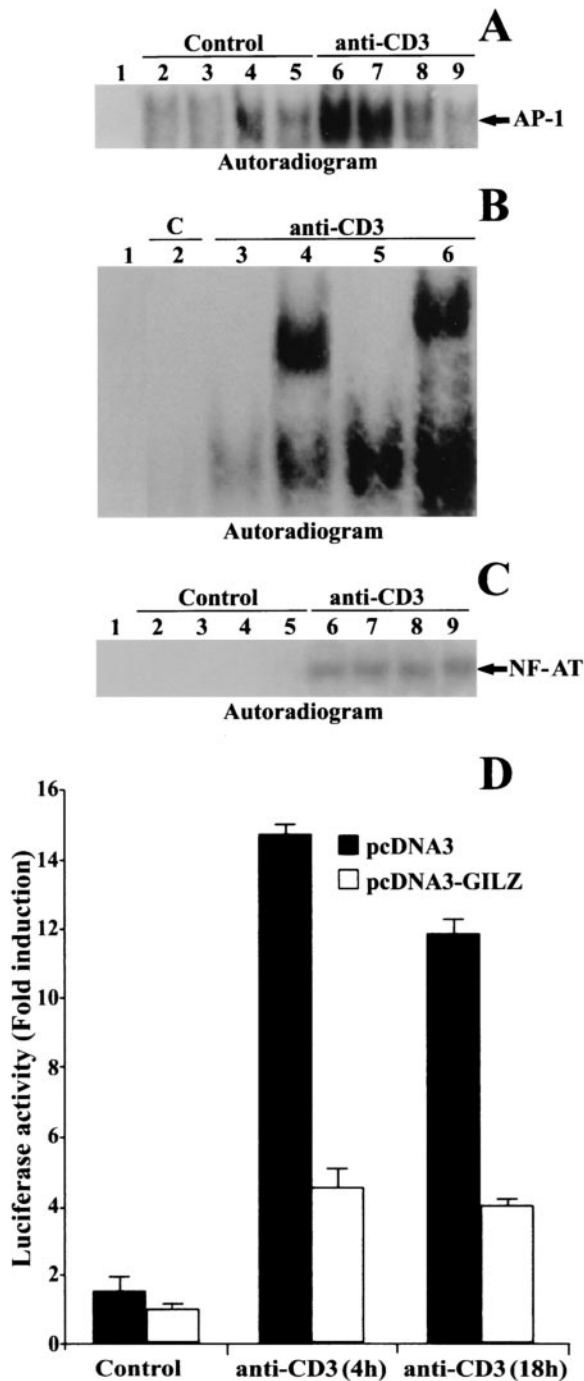 A
Control anti-CD3
1 2 3 4 5 6 7 8 9
AP-1
Autoradiogram
B
C anti-CD3
1 2 3 4 5 6
Autoradiogram
C
Control anti-CD3
1 2 3 4 5 6 7 8 9
NF-AT
Autoradiogram
D
Luciferase activity (Fold induction)
16
14
12
10
8
6
4
2
0
pcDNA3
pcDNA3-GILZ
Control anti-CD3 (4h) anti-CD3 (18h)